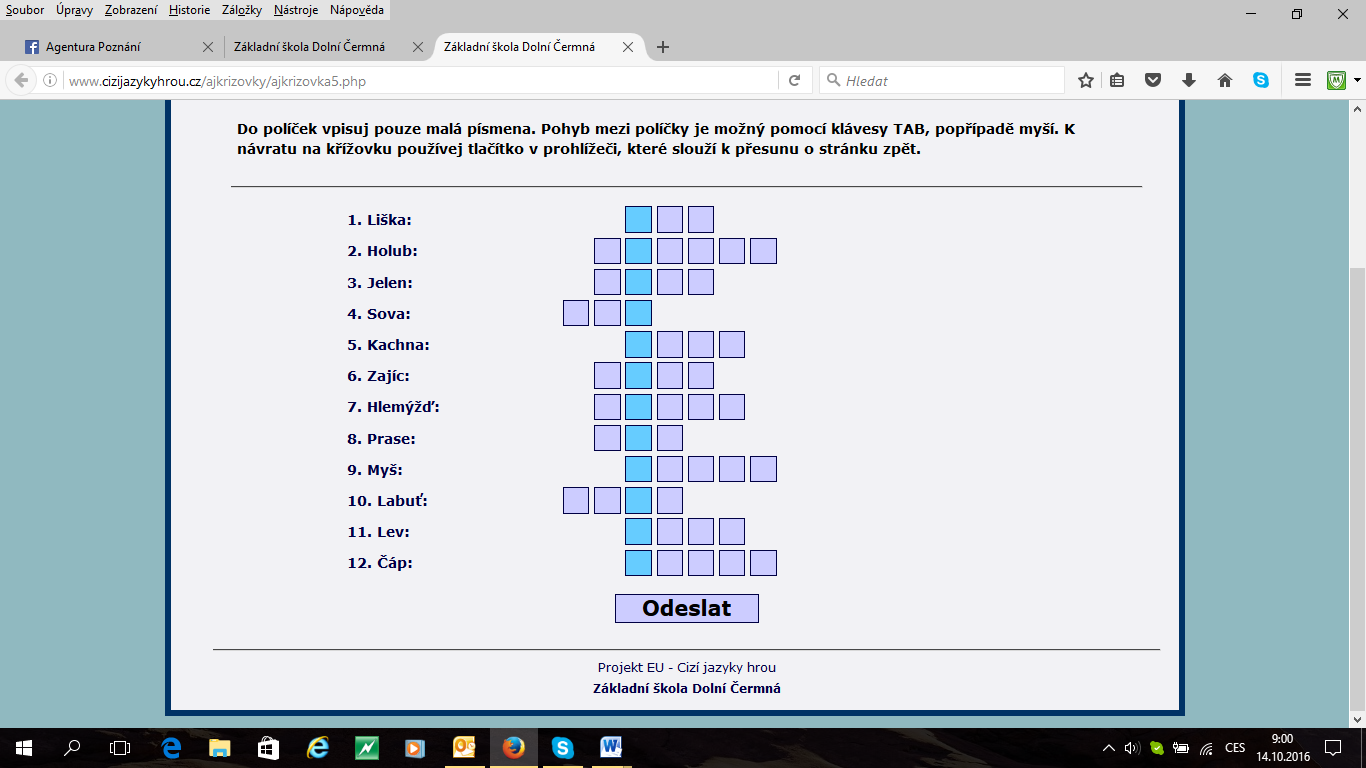 Soubor Úpravy Zobrazení Historie Záložky Nástroje Nápověda
Agentura Poznání Základní škola Dolní Čermná Základní škola Dolní Čermná
www.cizijazykyhrou.cz/ajkrizovky/ajkrizovka5.php Hledat
Do políček vpisuj pouze malá písmena. Pohyb mezi políčky je možný pomocí klávesy TAB, popřípadě myší. K
návratu na křížovku používej tlačítko v prohlížeči, které slouží k přesunu o stránku zpět.
1. Liška:
2. Holub:
3. Jelen:
4. Sova:
5. Kachna:
6. Zajíc:
7. Hlemýžď:
8. Prase:
9. Myš:
10. Labuť:
11. Lev:
12. Čáp:
Odeslat
Projekt EU - Cizí jazyky hrou
Základní škola Dolní Čermná
CES
9:00
14.10.2016